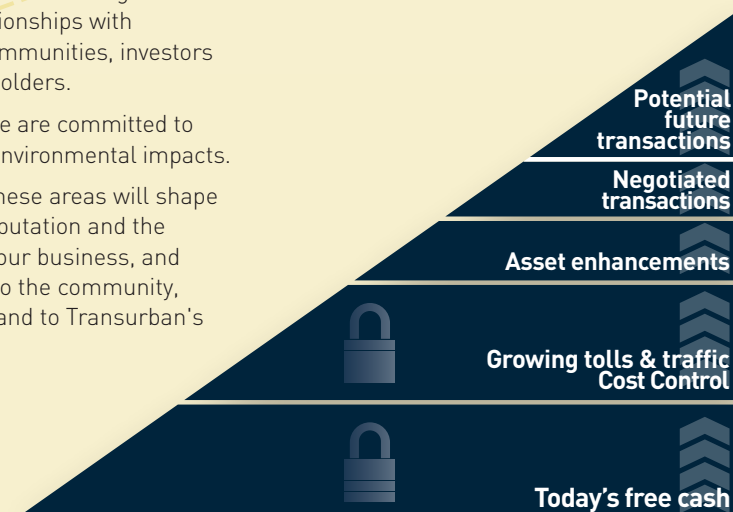 ionships with
mmunities, investors
olders.
e are committed to
nvironmental impacts.
hese areas will shape
putation and the
our business, and
o the community,
and to Transurban's
Potential
future
transactions
Negotiated
transactions
Asset enhancements
Growing tolls & traffic
Cost Control
Today's free cash